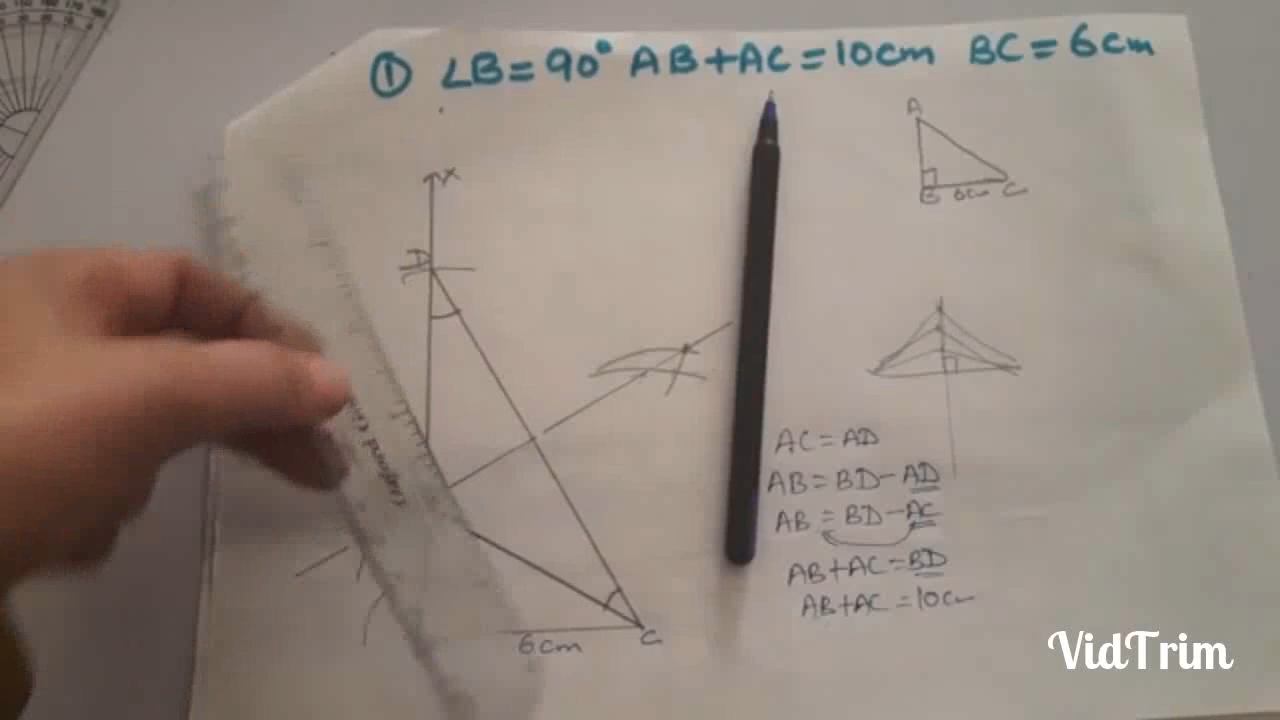 ① ∠B=90° AB+AC=10cm BC=6cm
A
B 6cm C
X
D
AC=AD
AB=BD-AD
AB=BD-AC
AB+AC=BD
AB+AC=10cm
6cm C
VidTrim